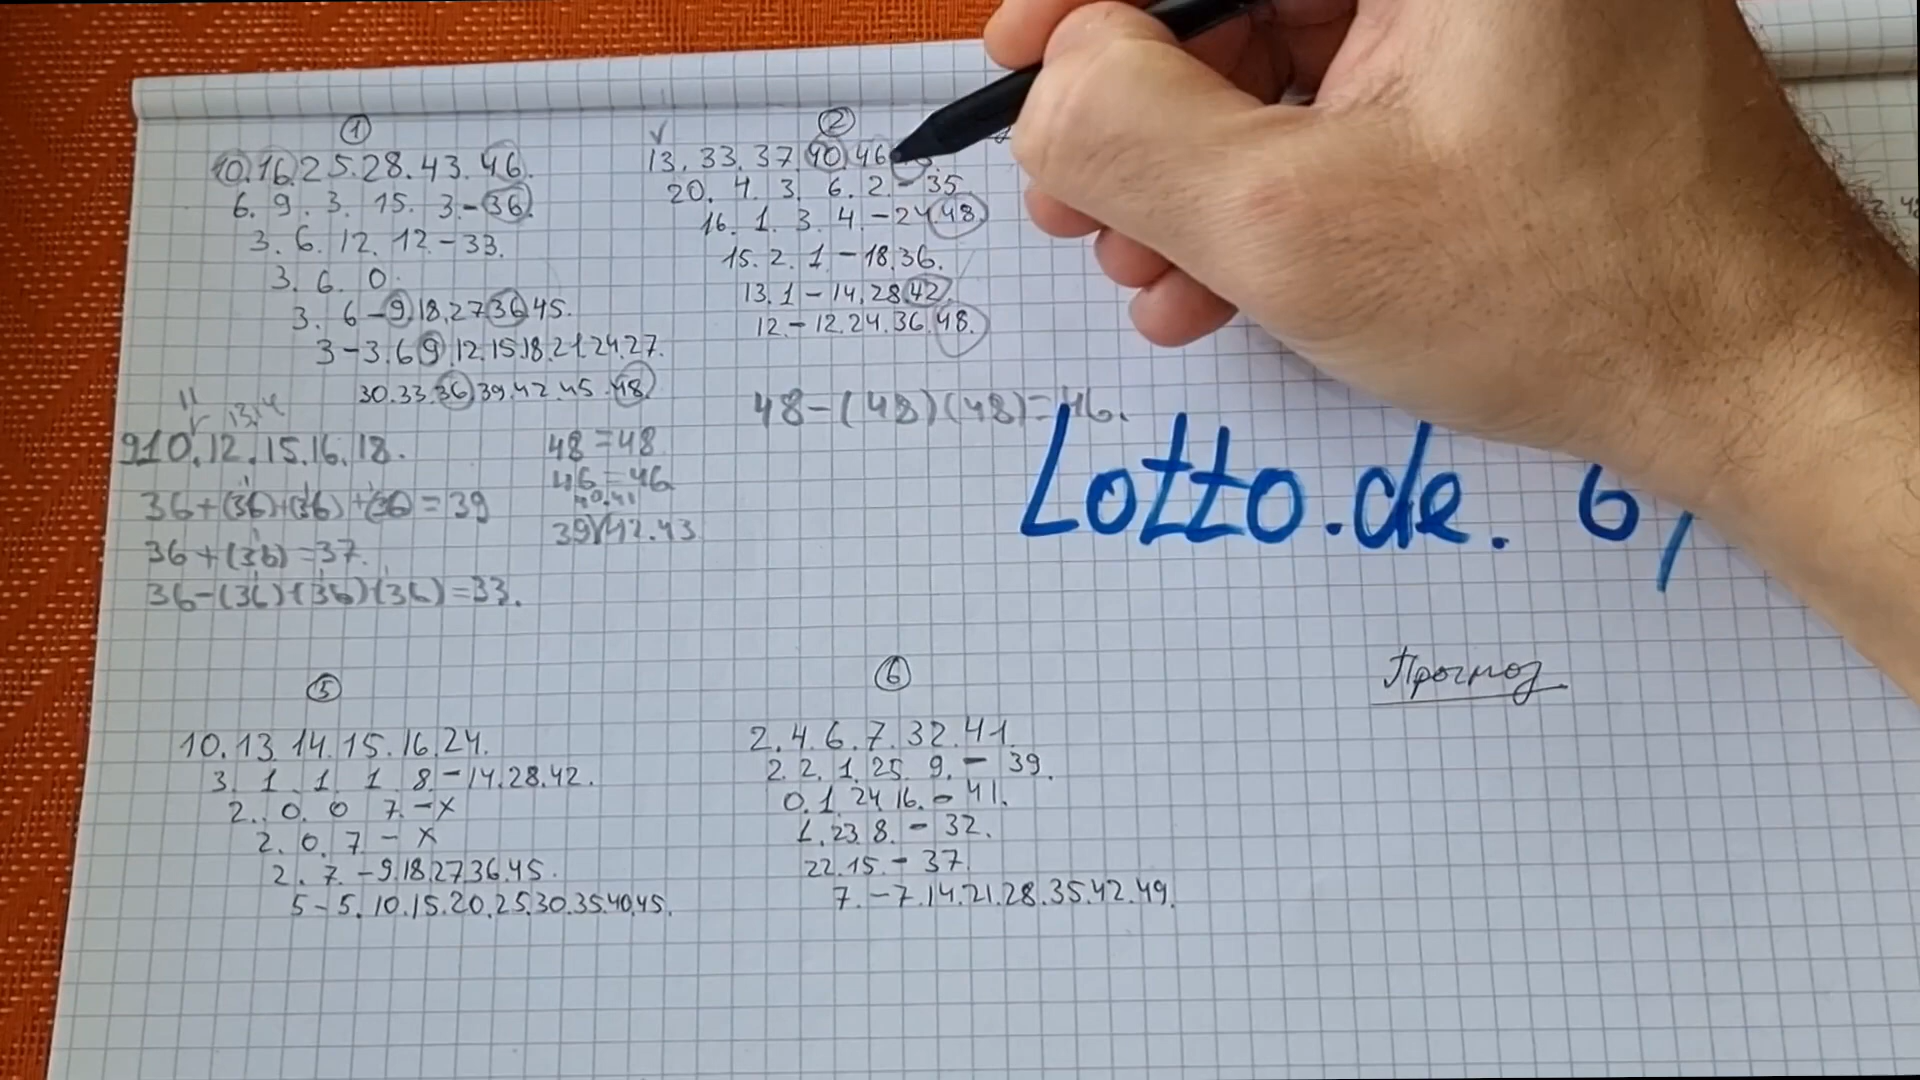 ①
10.16.25.28.43.46.
6. 9. 3. 15. 3.-36.
3. 6. 12. 12-33.
3. 6. 0.
3. 6-9.18.27.36.45.
3-3.6.9.12.15.18.21.24.27.
30.33.36.39.42.45.48
11
13.14
910.12.15.16.18.
36+(36)+(36)+(36)=39
36+(36)=37.
36-(36)-(36)(36)=33.
48=48
46=46
40.41
39 42.43
②
13.33.37.40.46
20. 4. 3. 6. 2.-35
16. 1. 3. 4-24.48.
15. 2. 1-18.36.
13. 1-14.28.42.
12-12.24.36.48.
48-(48)(48)=46.
Lotto.de. 6,
⑤
10.13.14.15.16.24.
3. 1. 1. 1. 8-14.28.42.
2. 0. 0 7.-x
2. 0. 7-x
2. 7-9.18.27.36.45.
5-5.10.15.20.25.30.35.40.45.
⑥
2.4.6.7.32.41.
2.2.1.25.9.-39.
0.1.24.16.-41.
1.23.8.-32.
22.15.-37.
7.-7.14.21.28.35.42.49.
Прогноз